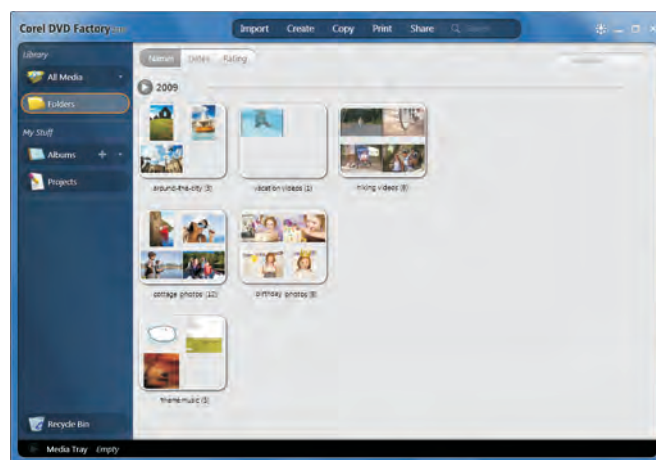 Corel DVD Factory
Import Create Copy Print Share
Library
Name Dates Rating
All Media
2009
Folders
My Stuff
Albums +
Projects
around-the-city (3) vacation videos (1) hiking videos (8)
cottage photos (12) birthday photos (8)
theme music (3)
Recycle Bin
Media Tray Empty